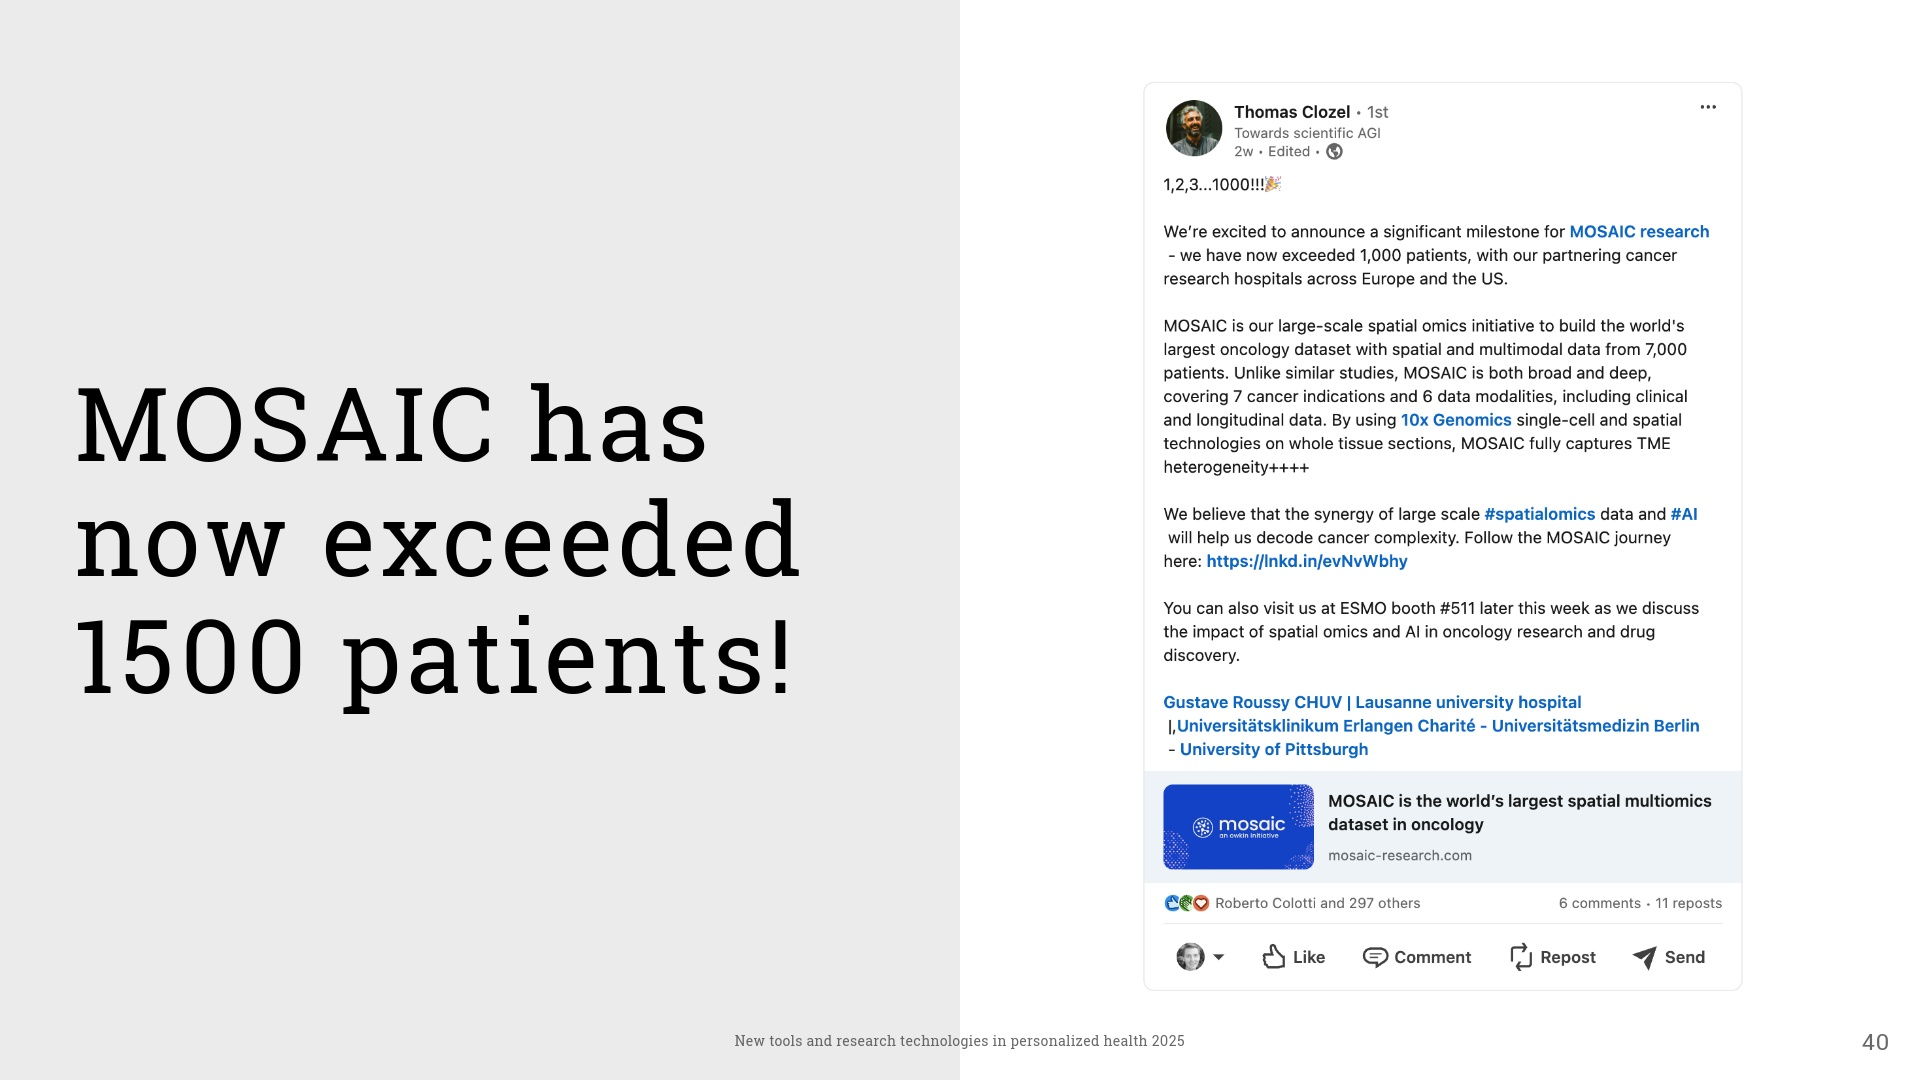 MOSAIC has
now exceeded
1500 patients!
Thomas Clozel • 1st
Towards scientific AGI
2w • Edited •
1,2,3...1000!!!🎉
We're excited to announce a significant milestone for MOSAIC research
- we have now exceeded 1,000 patients, with our partnering cancer
research hospitals across Europe and the US.
MOSAIC is our large-scale spatial omics initiative to build the world's
largest oncology dataset with spatial and multimodal data from 7,000
patients. Unlike similar studies, MOSAIC is both broad and deep,
covering 7 cancer indications and 6 data modalities, including clinical
and longitudinal data. By using 10x Genomics single-cell and spatial
technologies on whole tissue sections, MOSAIC fully captures TME
heterogeneity++++
We believe that the synergy of large scale #spatialomics data and #AI
will help us decode cancer complexity. Follow the MOSAIC journey
here: https://lnkd.in/evNvWbhy
You can also visit us at ESMO booth #511 later this week as we discuss
the impact of spatial omics and AI in oncology research and drug
discovery.
Gustave Roussy CHUV | Lausanne university hospital
|,Universitätsklinikum Erlangen Charité - Universitätsmedizin Berlin
- University of Pittsburgh
mosaic
an owkin initiative
MOSAIC is the world's largest spatial multiomics
dataset in oncology
mosaic-research.com
Roberto Colotti and 297 others
6 comments • 11 reposts
Like Comment Repost Send
New tools and research technologies in personalized health 2025
40